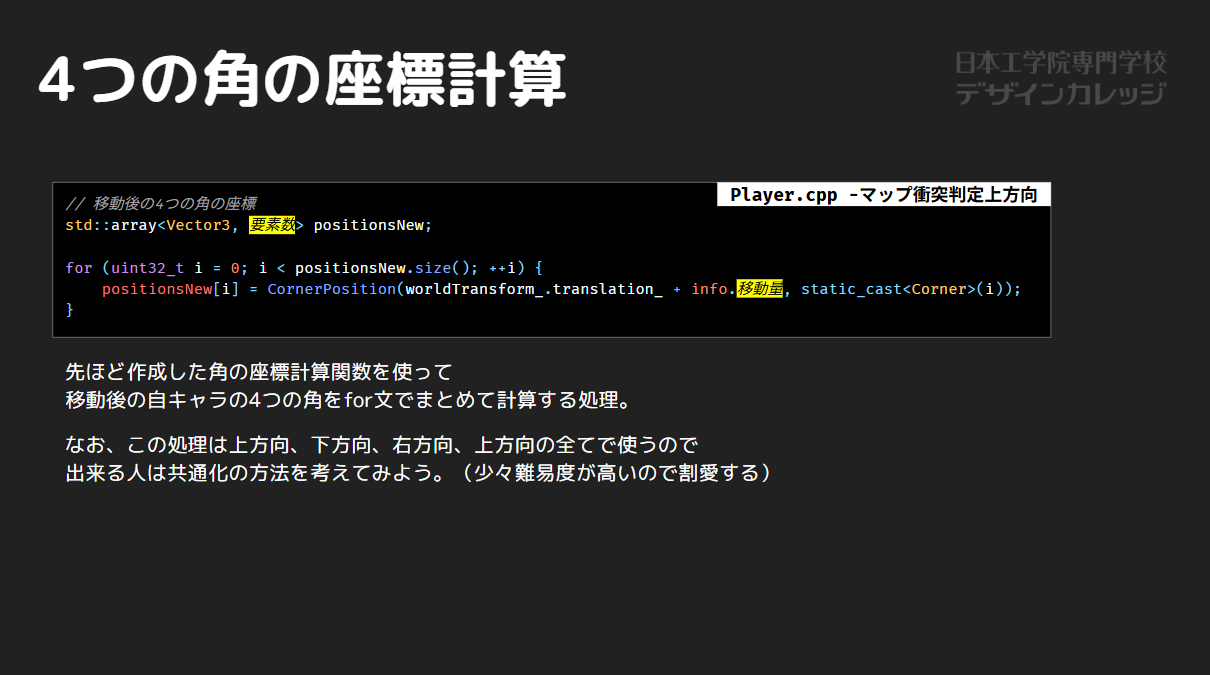 4つの角の座標計算
日本工学院専門学校
デザインカレッジ
Player.cpp -マップ衝突判定上方向
// 移動後の4つの角の座標
std::array<Vector3, 要素数> positionsNew;
for (uint32_t i = 0; i < positionsNew.size(); ++i) {
    positionsNew[i] = CornerPosition(worldTransform_.translation_ + info.移動量, static_cast<Corner>(i));
}
先ほど作成した角の座標計算関数を使って
移動後の自キャラの4つの角をfor文でまとめて計算する処理。
なお、この処理は上方向、下方向、右方向、上方向の全てで使うので
出来る人は共通化の方法を考えてみよう。（少々難易度が高いので割愛する）